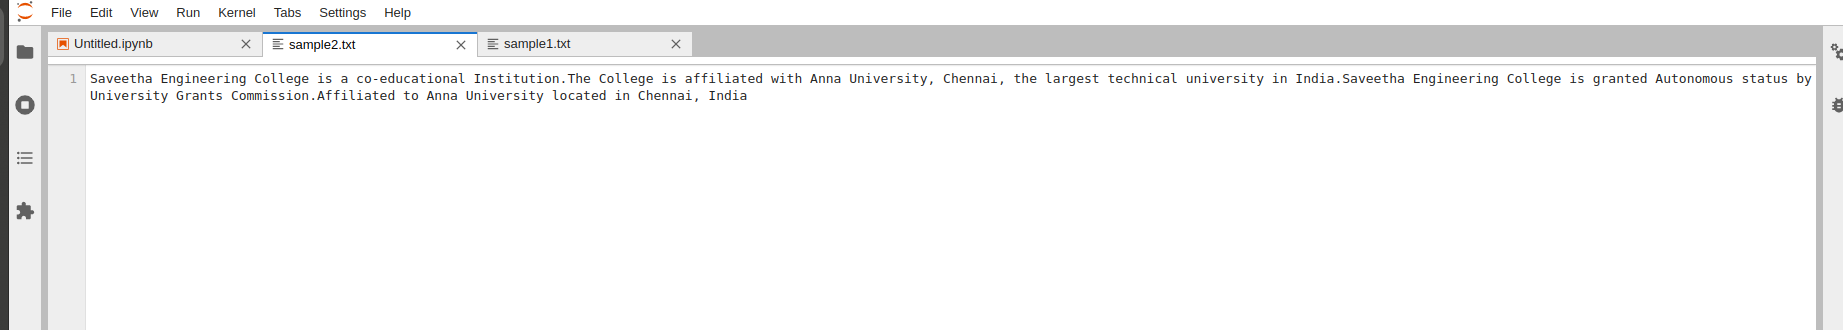 File Edit View Run Kernel Tabs Settings Help
Untitled.ipynb sample2.txt sample1.txt
1 Saveetha Engineering College is a co-educational Institution.The College is affiliated with Anna University, Chennai, the largest technical university in India.Saveetha Engineering College is granted Autonomous status by
University Grants Commission.Affiliated to Anna University located in Chennai, India